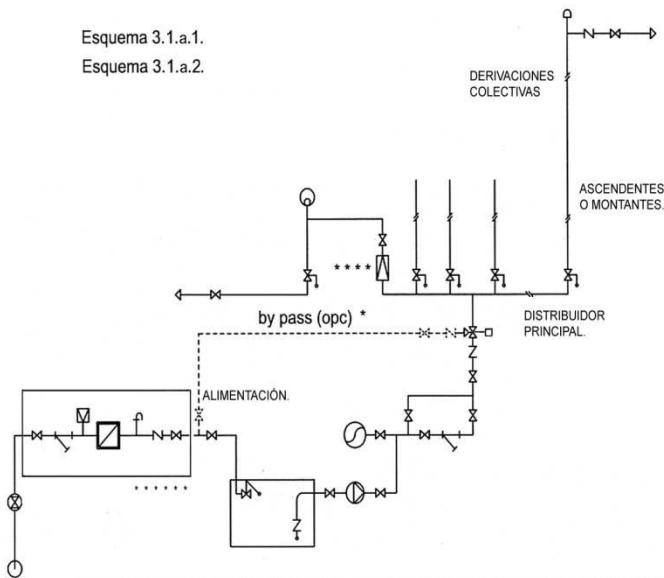 Esquema 3.1.a.1.
Esquema 3.1.a.2.
DERIVACIONES
COLECTIVAS
ASCENDENTES
O MONTANTES.
* * * *
DISTRIBUIDOR
PRINCIPAL.
by pass (opc) *
ALIMENTACIÓN.
* * * * * *